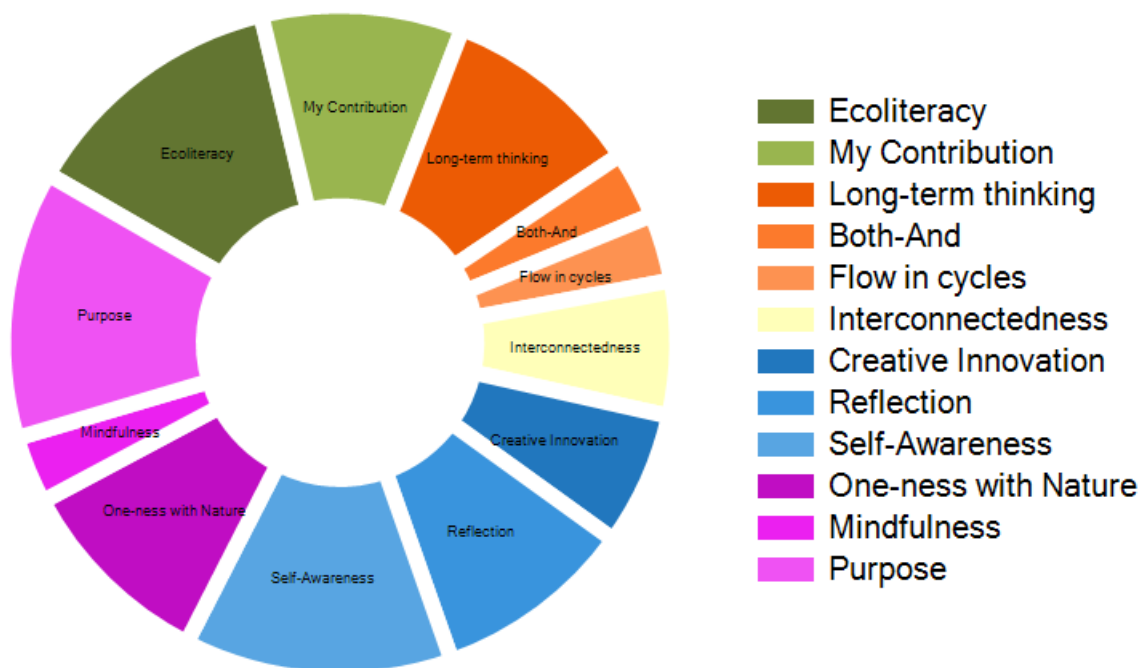 My Contribution
Ecoliteracy
Long-term thinking
Both-And
Flow in cycles
Purpose
Interconnectedness
Mindfulness
Creative Innovation
One-ness with Nature
Reflection
Self-Awareness
Ecoliteracy
My Contribution
Long-term thinking
Both-And
Flow in cycles
Interconnectedness
Creative Innovation
Reflection
Self-Awareness
One-ness with Nature
Mindfulness
Purpose